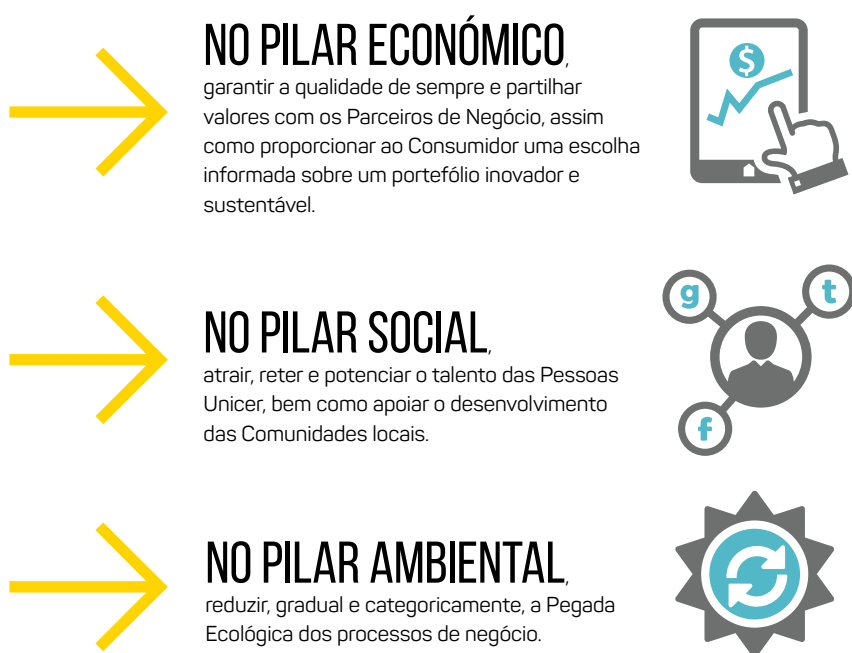 NO PILAR ECONÓMICO,
garantir a qualidade de sempre e partilhar
valores com os Parceiros de Negócio, assim
como proporcionar ao Consumidor uma escolha
informada sobre um portefólio inovador e
sustentável.
$
NO PILAR SOCIAL,
atrair, reter e potenciar o talento das Pessoas
Unicer, bem como apoiar o desenvolvimento
das Comunidades locais.
g
t
f
NO PILAR AMBIENTAL,
reduzir, gradual e categoricamente, a Pegada
Ecológica dos processos de negócio.